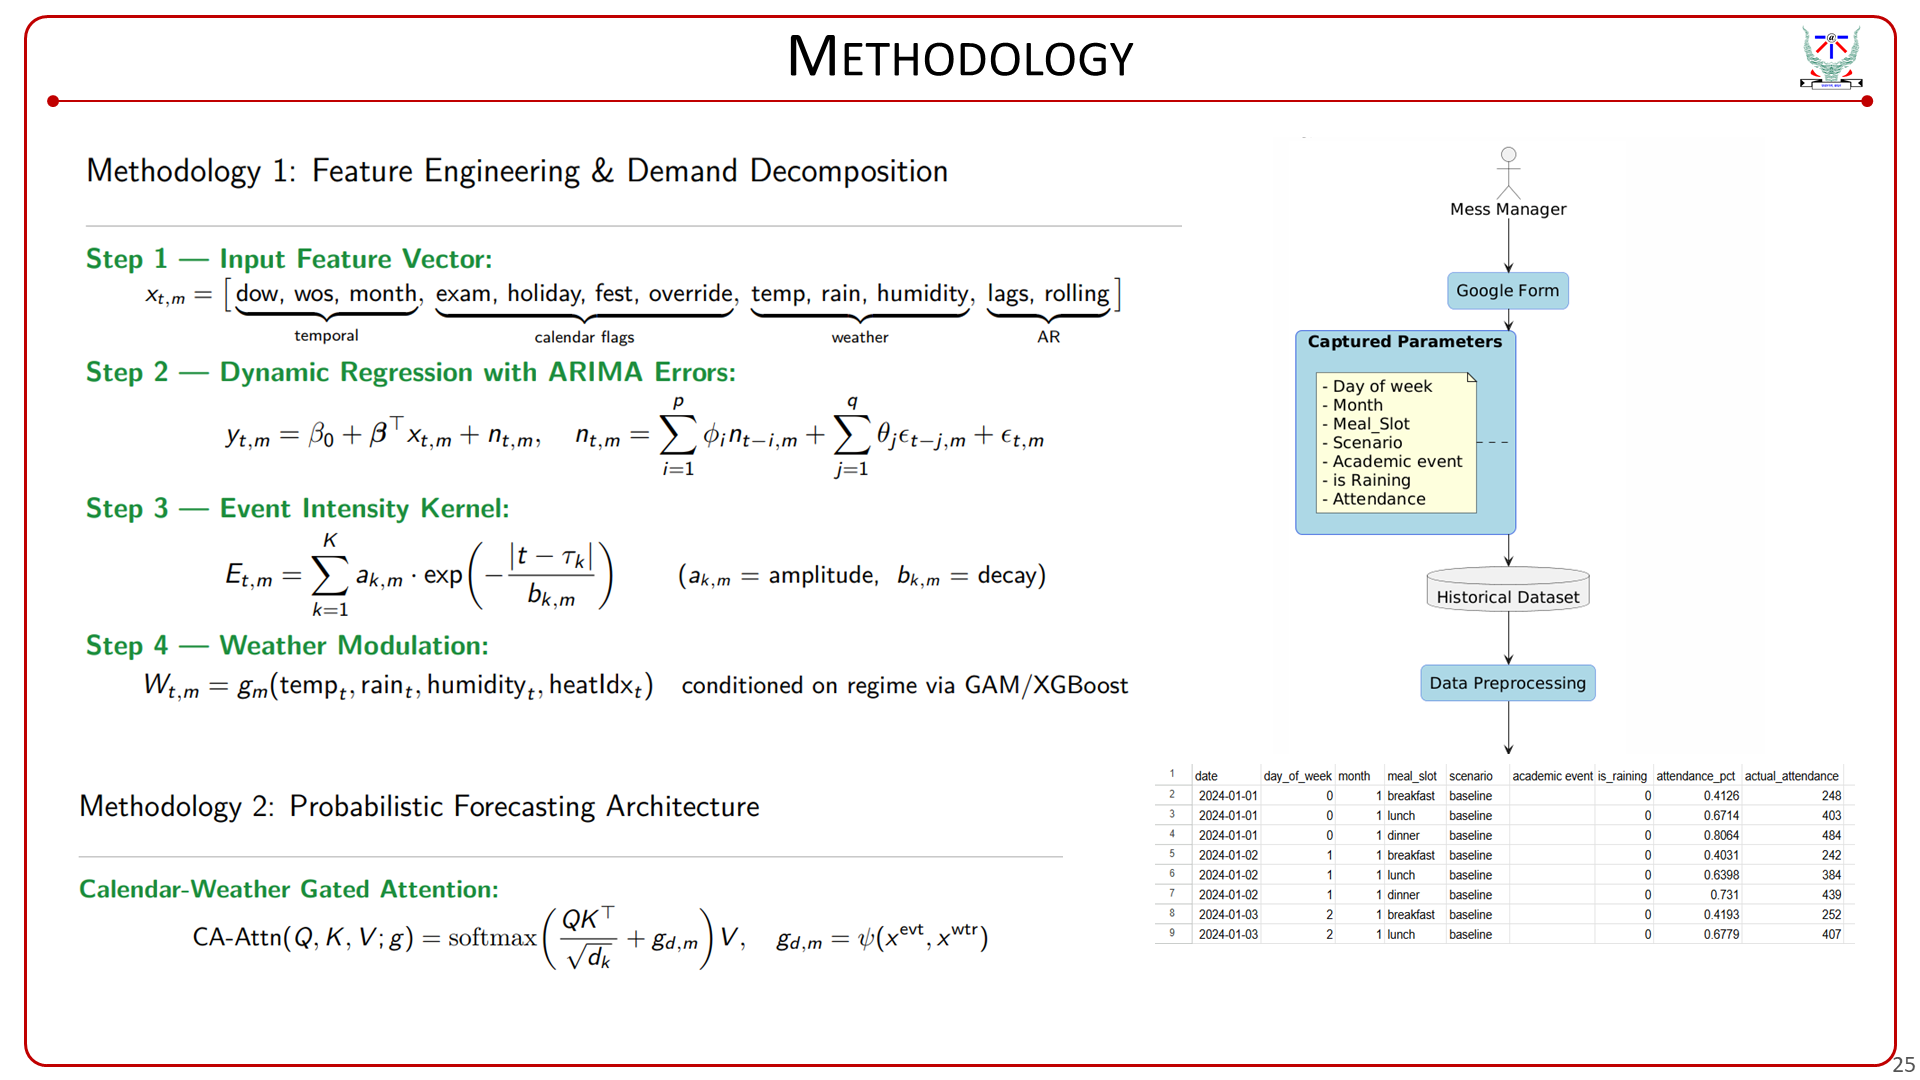 METHODOLOGY
Methodology 1: Feature Engineering & Demand Decomposition
Step 1 — Input Feature Vector:
x_{t,m} = [dow, wos, month, exam, holiday, fest, override, temp, rain, humidity, lags, rolling]
temporal calendar flags weather AR
Step 2 — Dynamic Regression with ARIMA Errors:
y_{t,m} = β_0 + β^⊤ x_{t,m} + n_{t,m}, n_{t,m} = ∑_{i=1}^{p} ϕ_i n_{t−i,m} + ∑_{j=1}^{q} θ_j ϵ_{t−j,m} + ϵ_{t,m}
Step 3 — Event Intensity Kernel:
E_{t,m} = ∑_{k=1}^{K} a_{k,m} · exp(−|t − τ_k| / b_{k,m}) (a_{k,m} = amplitude, b_{k,m} = decay)
Step 4 — Weather Modulation:
W_{t,m} = g_m(temp_t, rain_t, humidity_t, heatIdx_t) conditioned on regime via GAM/XGBoost
Methodology 2: Probabilistic Forecasting Architecture
Calendar-Weather Gated Attention:
CA-Attn(Q, K, V; g) = softmax(QK^⊤ / √d_k + g_{d,m}) V, g_{d,m} = ψ(x^{evt}, x^{wtr})
Mess Manager
Google Form
Captured Parameters
- Day of week
- Month
- Meal_Slot
- Scenario
- Academic event
- is Raining
- Attendance
Historical Dataset
Data Preprocessing
1 date day_of_week month meal_slot scenario academic event is_raining attendance_pct actual_attendance
2 2024-01-01 0 1 breakfast baseline 0 0.4126 248
3 2024-01-01 0 1 lunch baseline 0 0.6714 403
4 2024-01-01 0 1 dinner baseline 0 0.8064 484
5 2024-01-02 1 1 breakfast baseline 0 0.4031 242
6 2024-01-02 1 1 lunch baseline 0 0.6398 384
7 2024-01-02 1 1 dinner baseline 0 0.731 439
8 2024-01-03 2 1 breakfast baseline 0 0.4193 252
9 2024-01-03 2 1 lunch baseline 0 0.6779 407
25